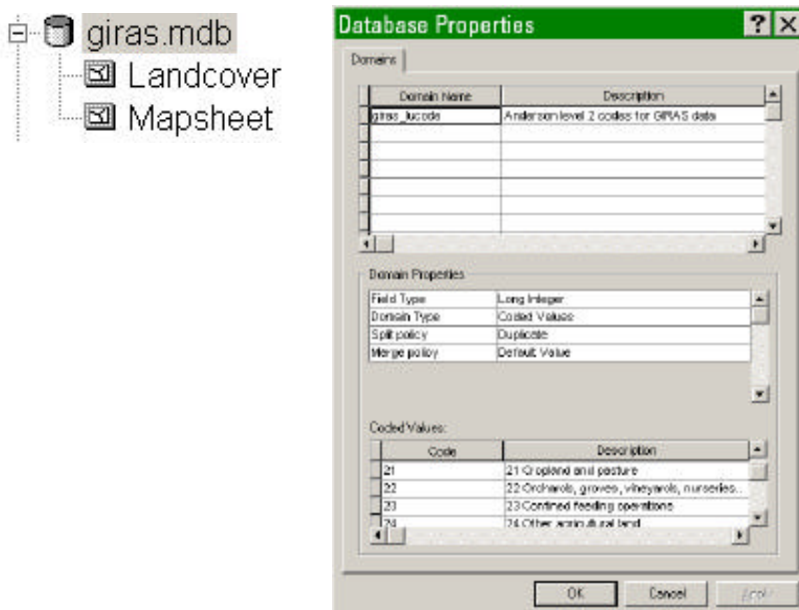 giras.mdb
Landcover
Mapsheet
Database Properties
Domains
Domain Name Description
giras_lucode Anderson level 2 codes for GIRAS data
Domain Properties
Field Type Long Integer
Domain Type Coded Values
Split policy Duplicate
Merge policy Default Value
Coded Values:
Code Description
21 21 Cropland and pasture
22 22 Orchards, groves, vineyards, nurseries...
23 23 Confined feeding operations
24 24 Other agricultural land
OK Cancel Apply